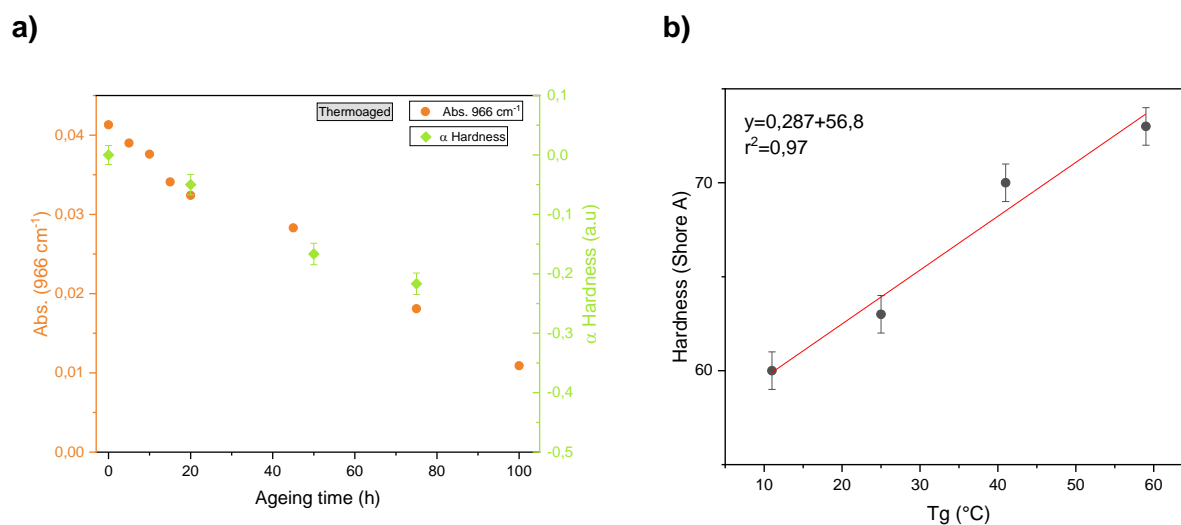 a)
Thermoaged
Abs. 966 cm⁻¹
α Hardness
0,04
0,03
0,02
0,01
0,00
Abs. (966 cm⁻¹)
0,1
0,0
-0,1
-0,2
-0,3
-0,4
-0,5
α Hardness (a.u)
0
20
40
60
80
100
Ageing time (h)
b)
y=0,287+56,8
r²=0,97
70
60
Hardness (Shore A)
10
20
30
40
50
60
Tg (°C)